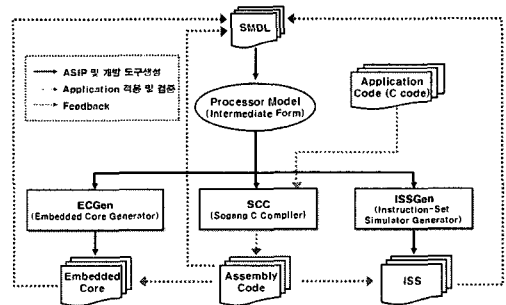 SMDL
ASIP 및 개발 도구생성
Application 적용 및 검증
Feedback
Processor Model
(Intermediate Form)
Application
Code (C code)
ECGen
(Embedded Core Generator)
SCC
(Sogang C Compiler)
ISSGen
(Instruction-Set
Simulator Generator)
Embedded
Core
Assembly
Code
ISS